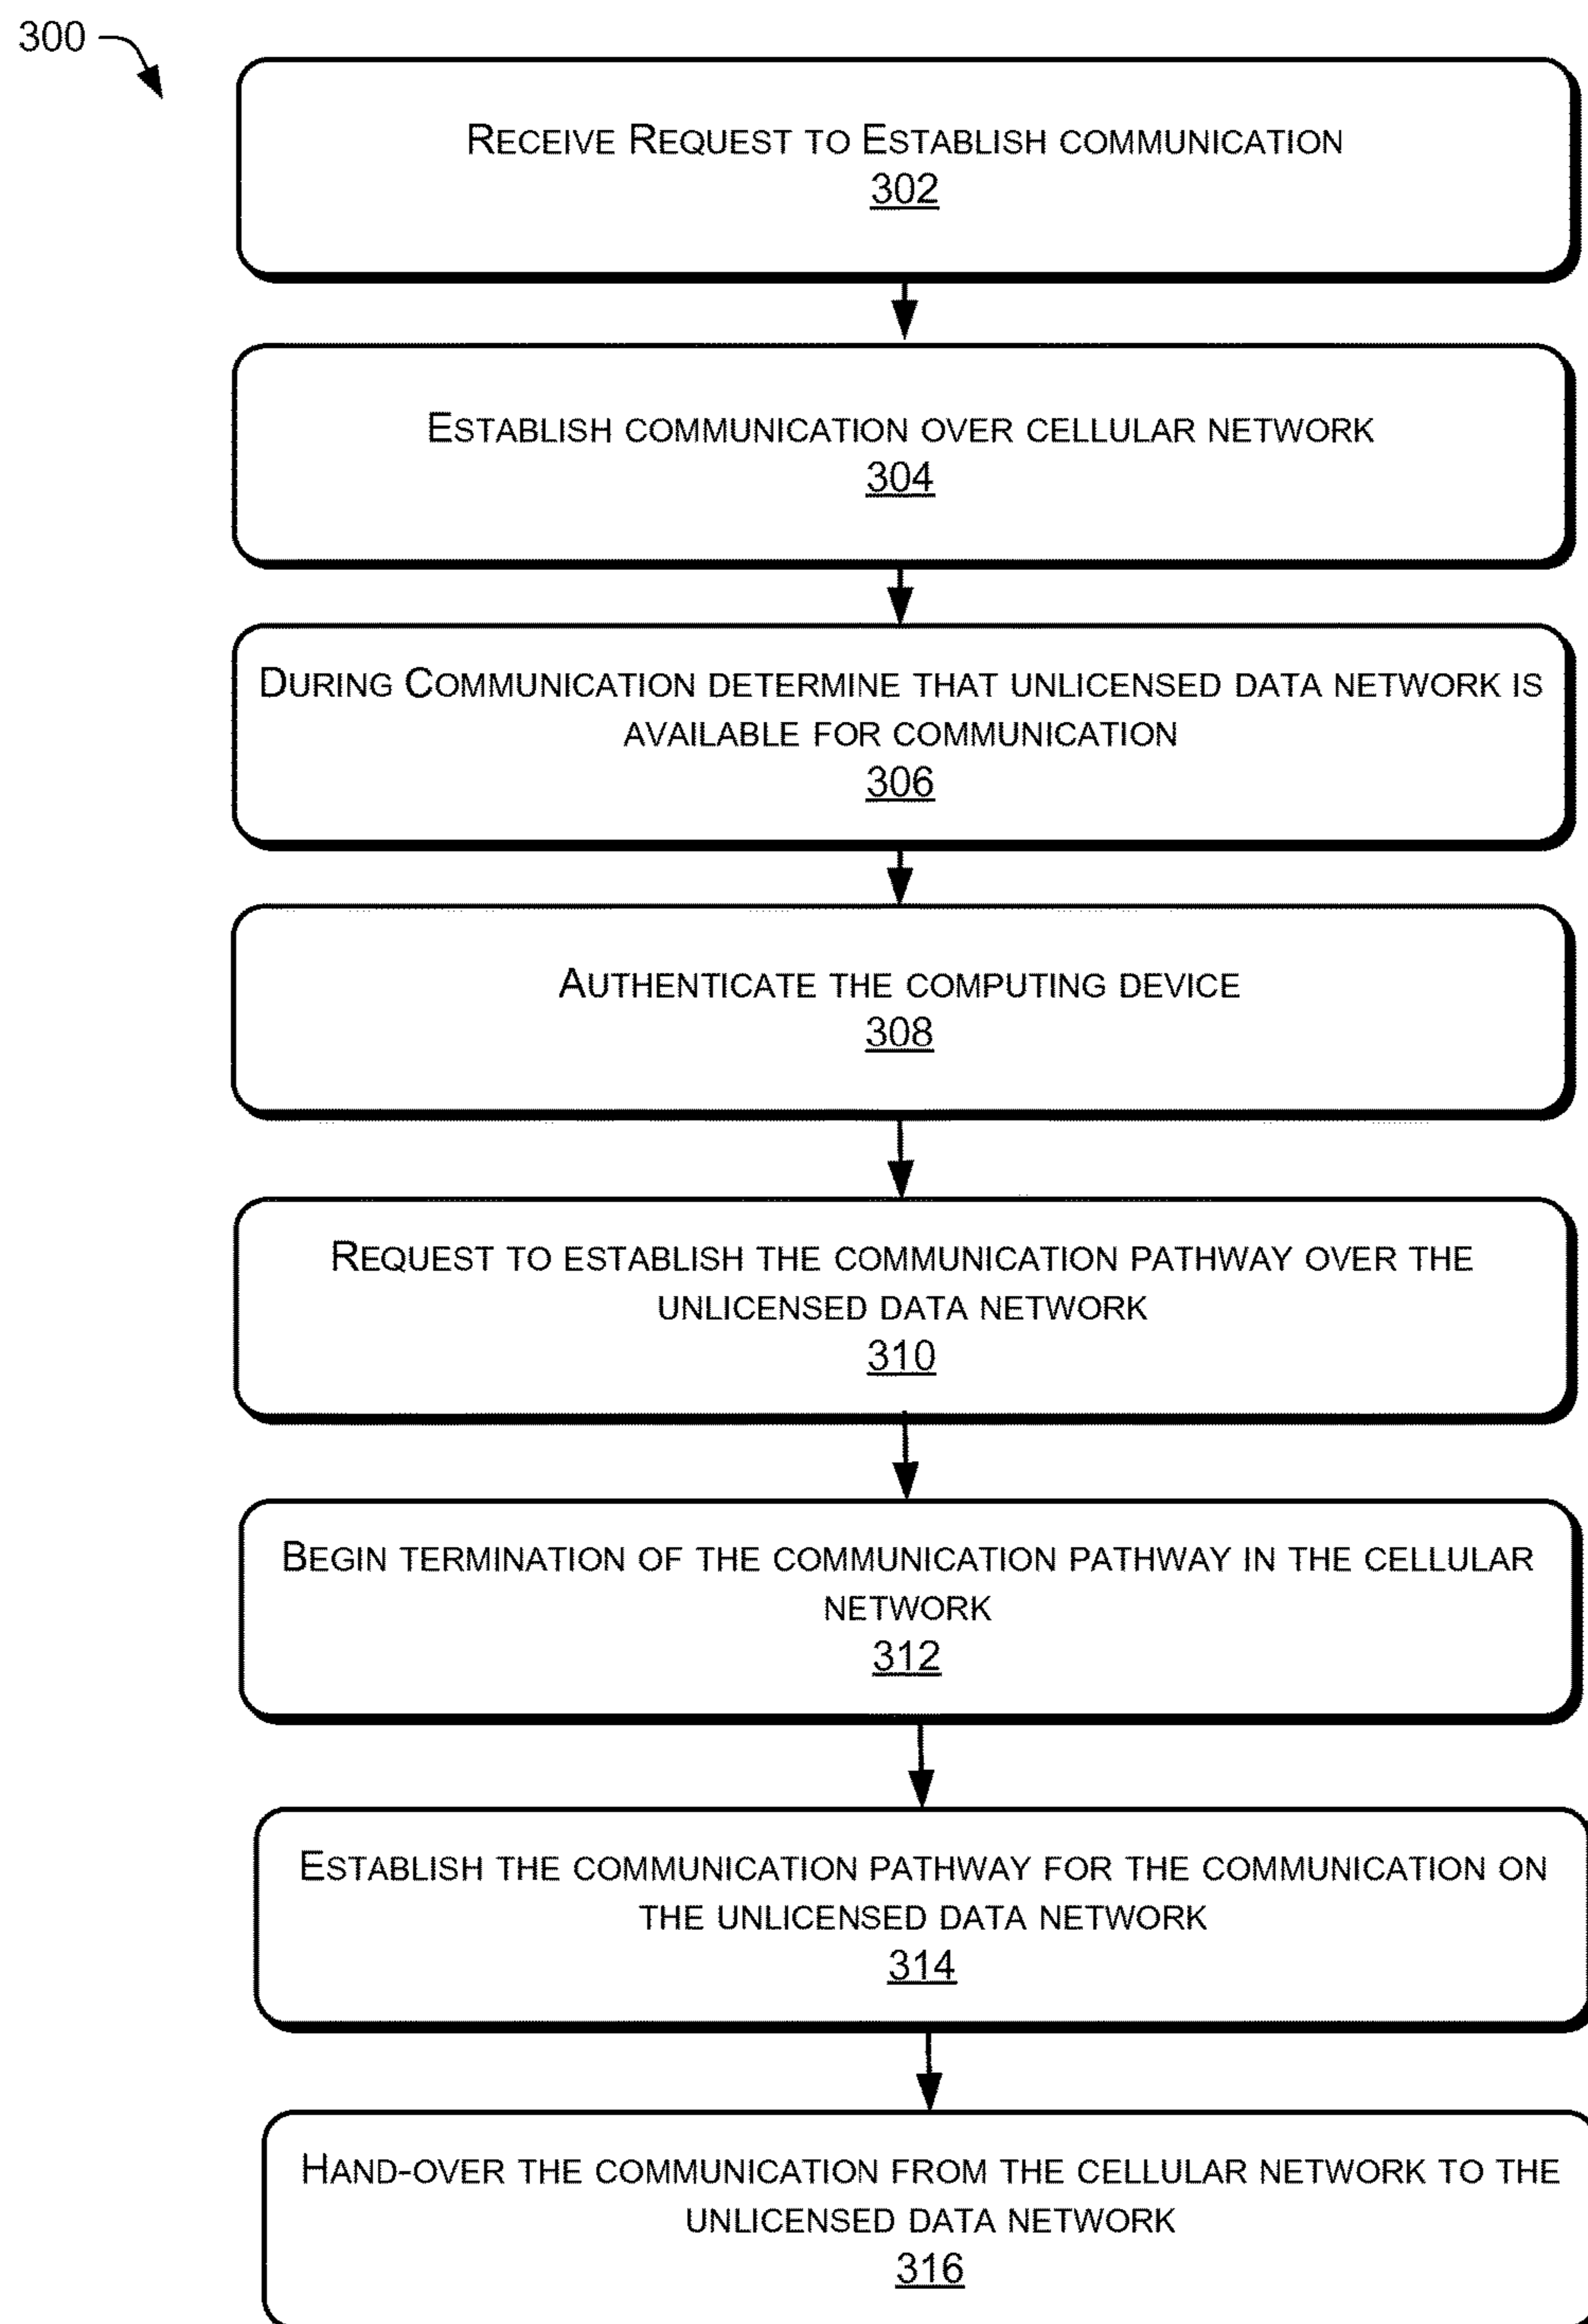 300
Receive Request to Establish communication
302
Establish communication over cellular network
304
During Communication determine that unlicensed data network is
available for communication
306
Authenticate the computing device
308
Request to establish the communication pathway over the
unlicensed data network
310
Begin termination of the communication pathway in the cellular
network
312
Establish the communication pathway for the communication on
the unlicensed data network
314
Hand-over the communication from the cellular network to the
unlicensed data network
316